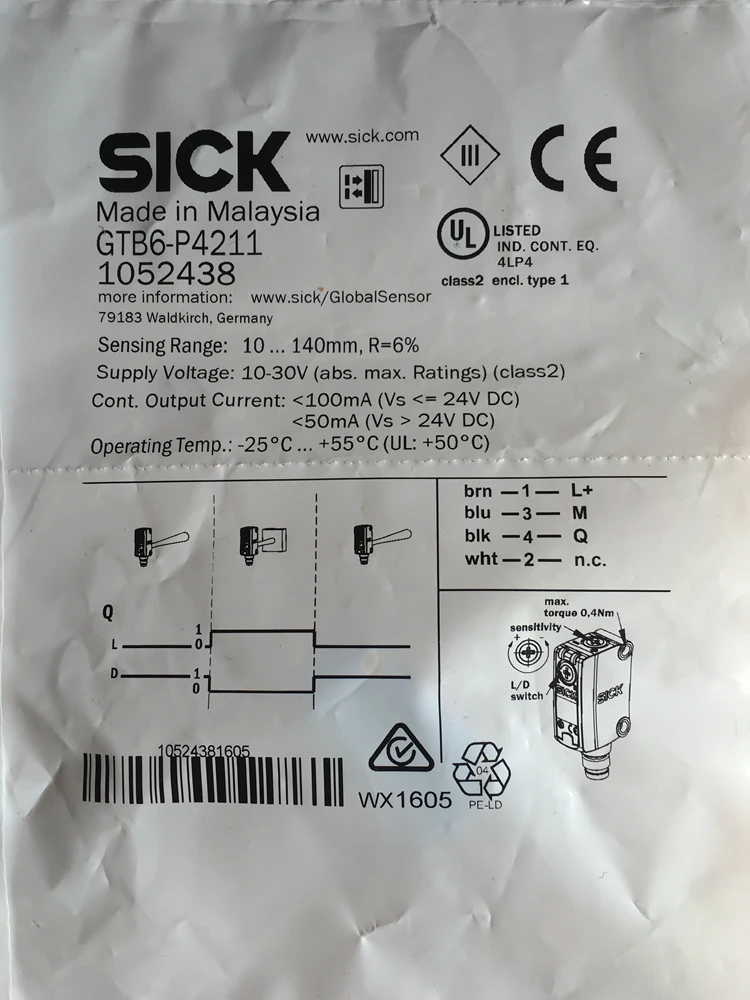 SICK www.sick.com
III CE
Made in Malaysia
GTB6-P4211
1052438
UL LISTED
IND. CONT. EQ.
4LP4
class2 encl. type 1
more information: www.sick/GlobalSensor
79183 Waldkirch, Germany
Sensing Range: 10 ... 140mm, R=6%
Supply Voltage: 10-30V (abs. max. Ratings) (class2)
Cont. Output Current: <100mA (Vs <= 24V DC)
<50mA (Vs > 24V DC)
Operating Temp.: -25°C ... +55°C (UL: +50°C)
brn —1— L+
blu —3— M
blk —4— Q
wht —2— n.c.
Q
L 1
0
D 1
0
max.
torque 0,4Nm
sensitivity
+ -
L/D
switch
SICK
SICK
10524381605
WX1605
04
PE-LD